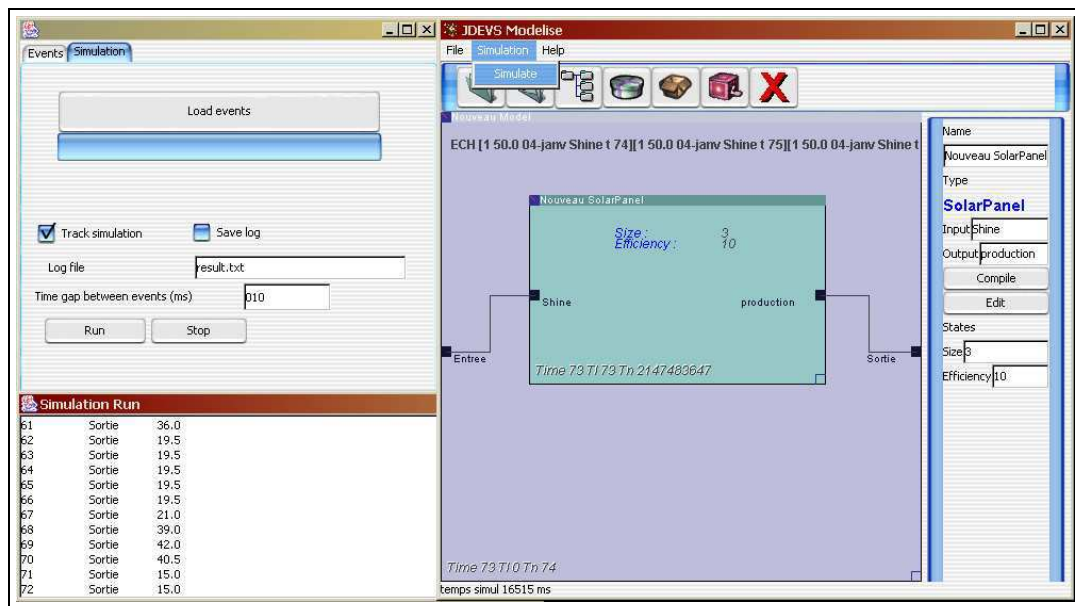 Events Simulation
Load events
Track simulation Save log
Log file result.txt
Time gap between events (ms) 010
Run Stop
Simulation Run
61 Sortie 36.0
62 Sortie 19.5
63 Sortie 19.5
64 Sortie 19.5
65 Sortie 19.5
66 Sortie 19.5
67 Sortie 21.0
68 Sortie 39.0
69 Sortie 42.0
70 Sortie 40.5
71 Sortie 15.0
72 Sortie 15.0
JDEVS Modelise
File Simulation Help
Simulate
Nouveau Model
ECH [1 50.0 04-janv Shine t 74][1 50.0 04-janv Shine t 75][1 50.0 04-janv Shine t
Nouveau SolarPanel
Size : 3
Efficiency : 10
Shine production
Entree Sortie
Time 73 Tl 73 Tn 2147483647
Time 73 Tl 0 Tn 74
temps simul 16515 ms
Name
Nouveau SolarPanel
Type
SolarPanel
Input Shine
Output production
Compile
Edit
States
Size 3
Efficiency 10